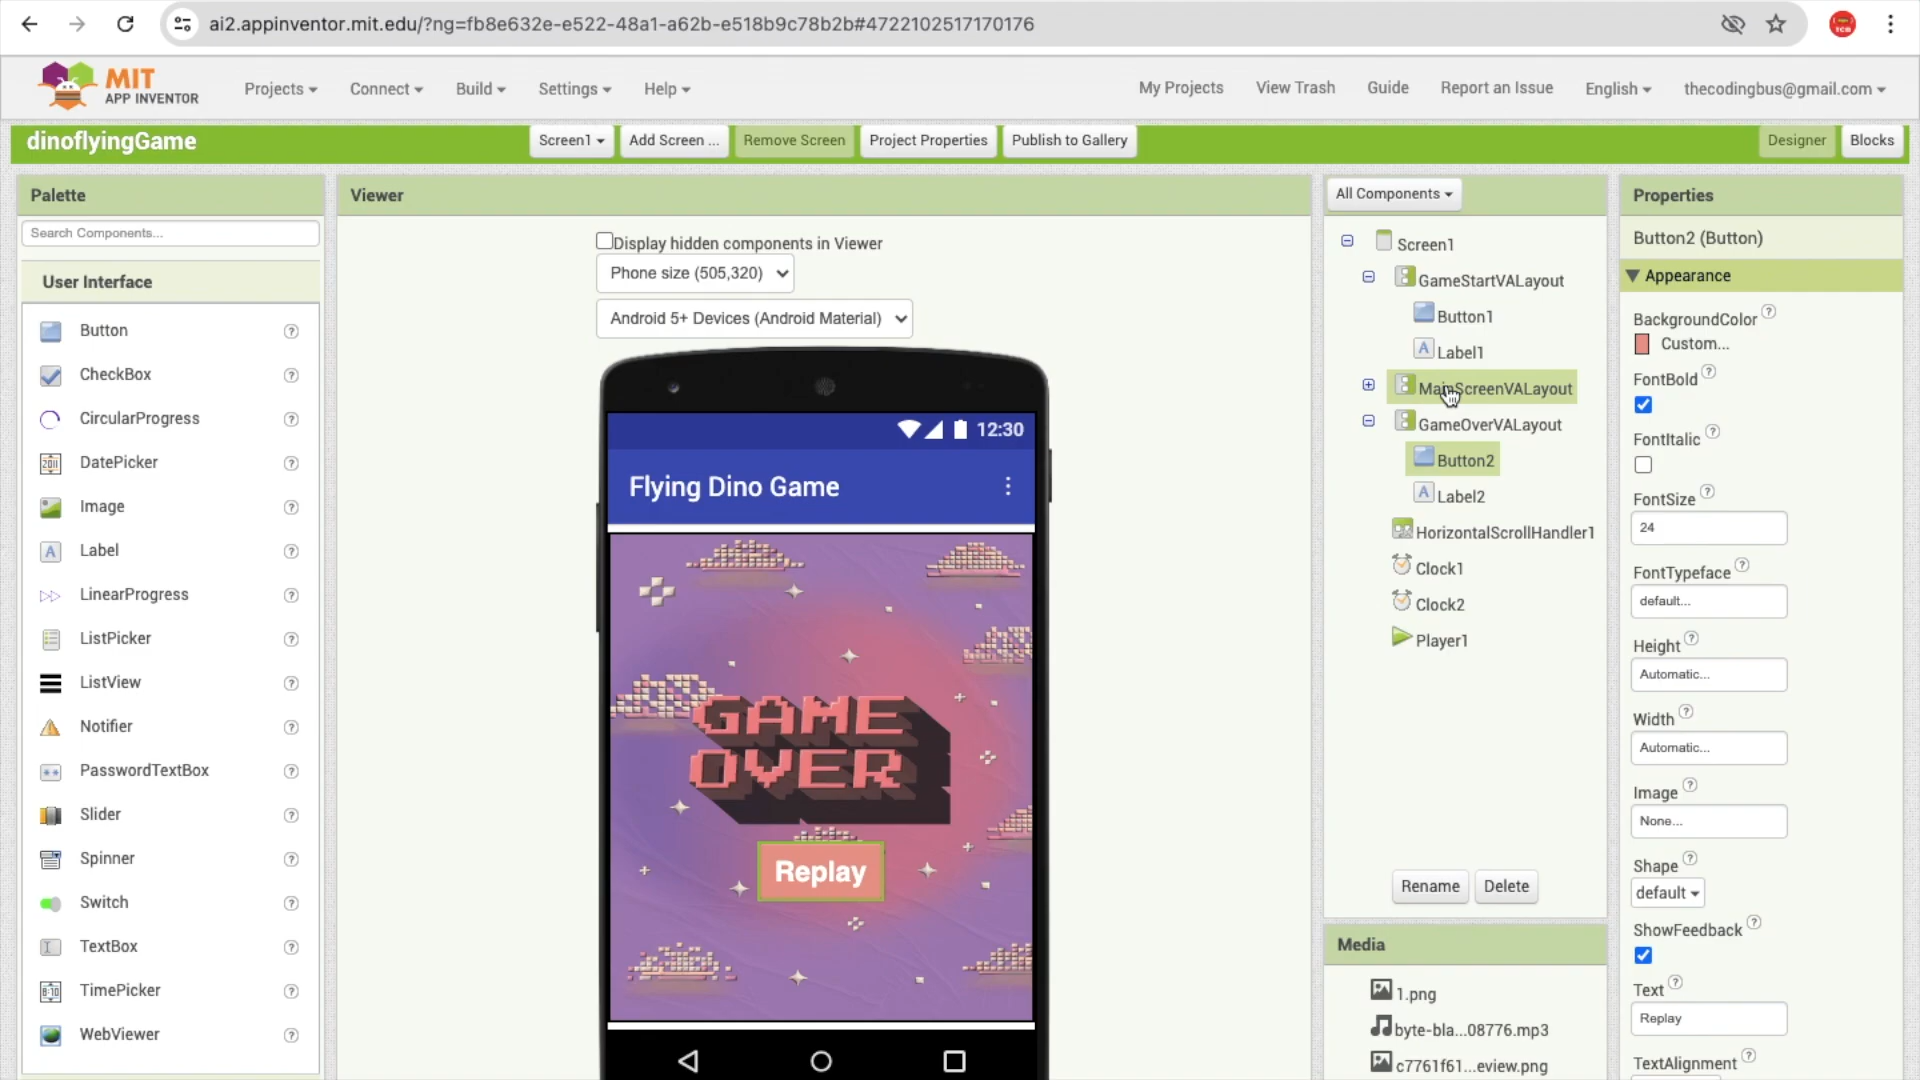 ai2.appinventor.mit.edu/?ng=fb8e632e-e522-48a1-a62b-e518b9c78b2b#4722102517170176
MIT
APP INVENTOR
Projects
Connect
Build
Settings
Help
My Projects
View Trash
Guide
Report an Issue
English
thecodingbus@gmail.com
dinoflyingGame
Screen1
Add Screen ...
Remove Screen
Project Properties
Publish to Gallery
Designer
Blocks
Palette
Search Components...
User Interface
Button
CheckBox
CircularProgress
DatePicker
Image
Label
LinearProgress
ListPicker
ListView
Notifier
PasswordTextBox
Slider
Spinner
Switch
TextBox
TimePicker
WebViewer
Viewer
Display hidden components in Viewer
Phone size (505,320)
Android 5+ Devices (Android Material)
12:30
Flying Dino Game
GAME
OVER
Replay
All Components
Screen1
GameStartVALayout
Button1
Label1
MainScreenVALayout
GameOverVALayout
Button2
Label2
HorizontalScrollHandler1
Clock1
Clock2
Player1
Rename
Delete
Media
1.png
byte-bla...08776.mp3
c7761f61...eview.png
Properties
Button2 (Button)
Appearance
BackgroundColor
Custom...
FontBold
FontItalic
FontSize
24
FontTypeface
default...
Height
Automatic...
Width
Automatic...
Image
None...
Shape
default
ShowFeedback
Text
Replay
TextAlignment